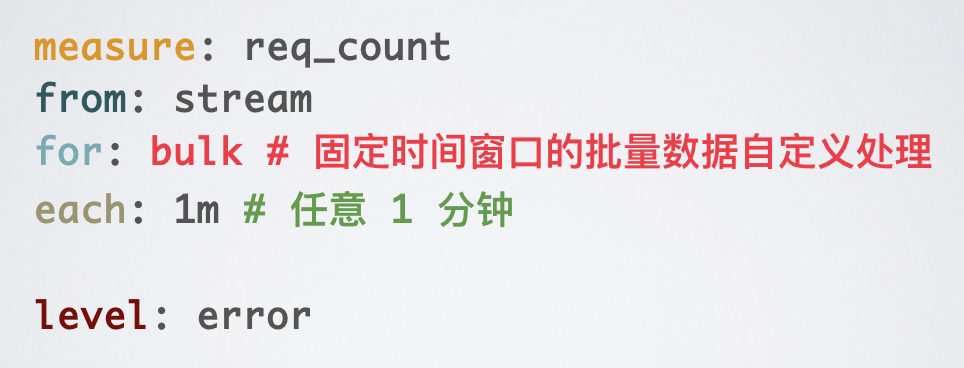 measure: req_count
from: stream
for: bulk # 固定时间窗口的批量数据自定义处理
each: 1m # 任意 1 分钟
level: error